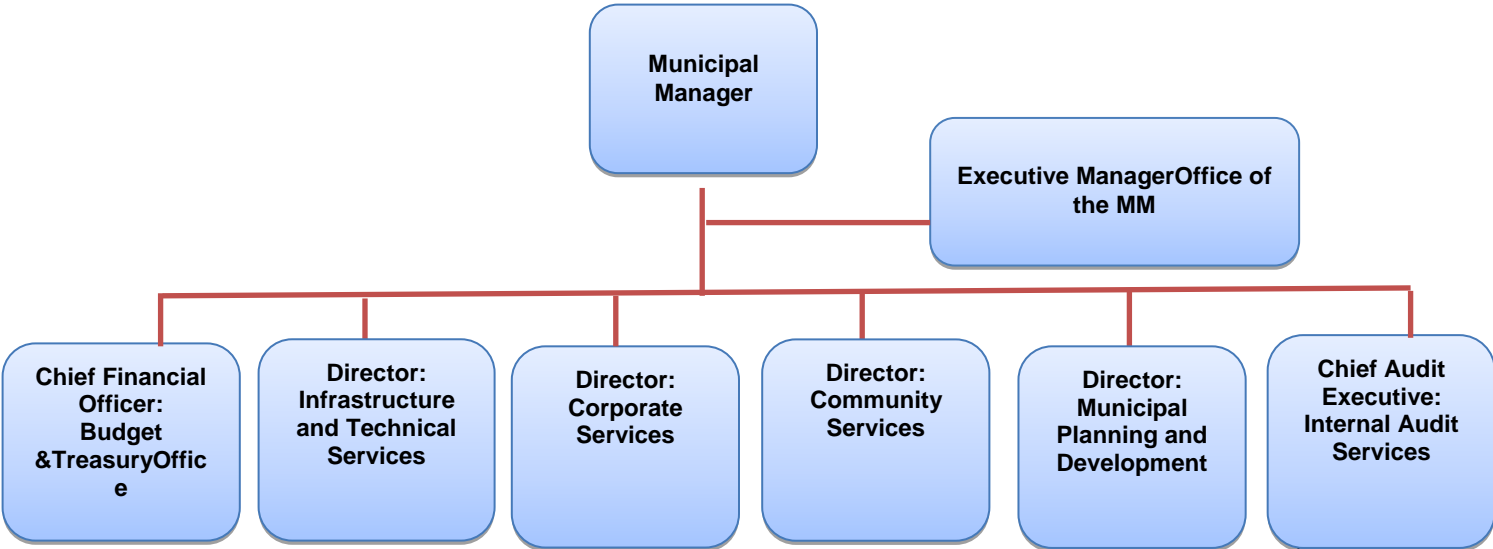 Municipal
Manager
Executive ManagerOffice of
the MM
Chief Financial
Officer:
Budget
&TreasuryOffic
e
Director:
Infrastructure
and Technical
Services
Director:
Corporate
Services
Director:
Community
Services
Director:
Municipal
Planning and
Development
Chief Audit
Executive:
Internal Audit
Services